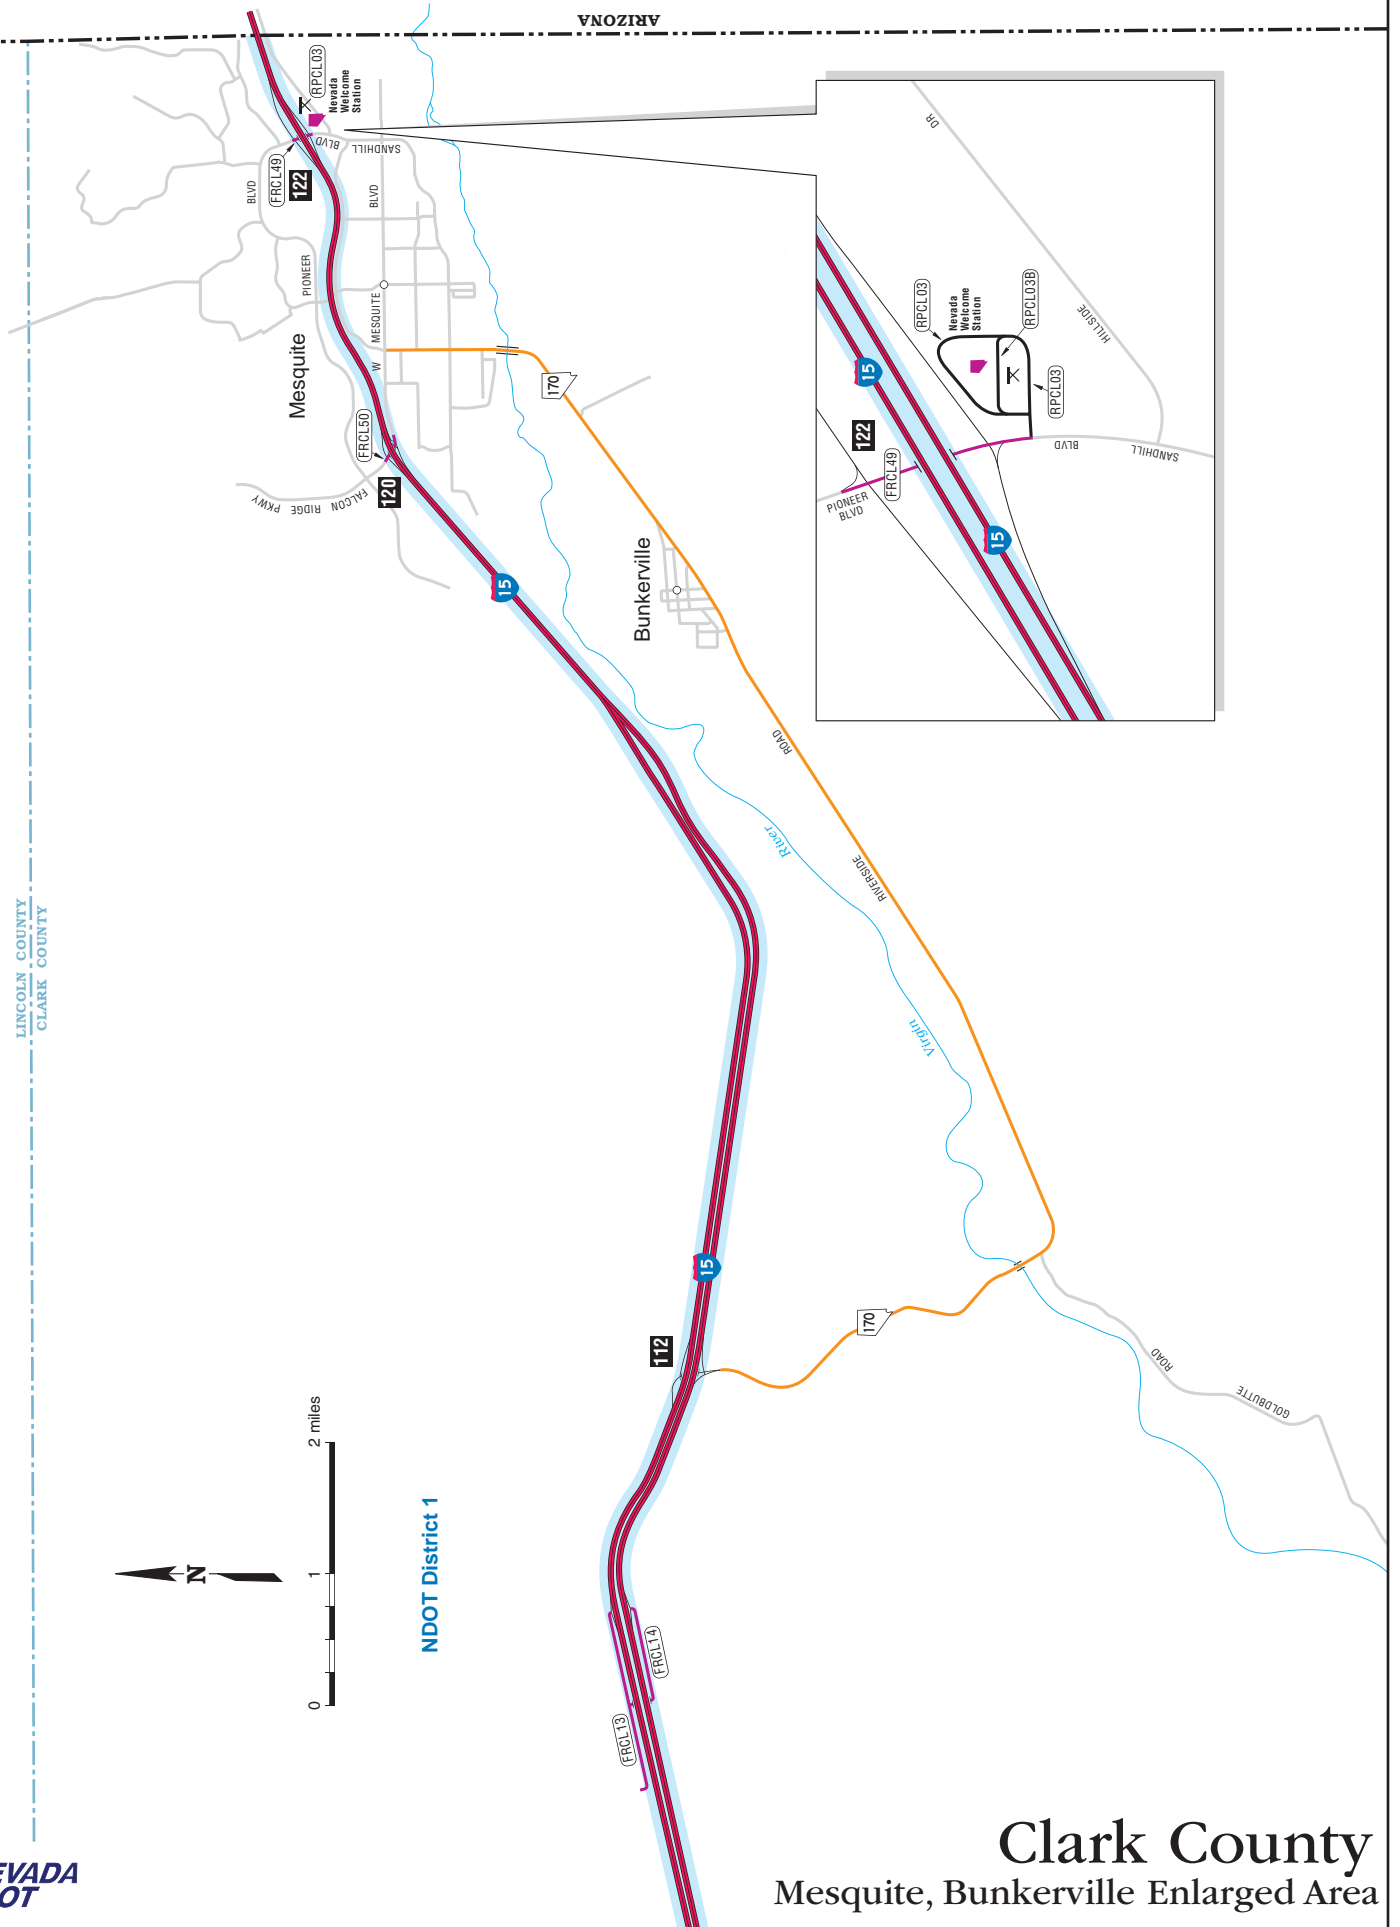 ARIZONA
LINCOLN COUNTY
CLARK COUNTY
RPCL03
Nevada
Welcome
Station
BLVD
SANDHILL
FRCL49
122
BLVD
PIONEER
BLVD
MESQUITE
W
Mesquite
FRCL50
120
FALCON RIDGE PKWY
15
170
Bunkerville
ROAD
RIVERSIDE
River
Virgin
15
112
170
ROAD
GOLDBUTTE
DR
HILLSIDE
RPCL03
Nevada
Welcome
Station
RPCL03B
RPCL03
15
122
FRCL49
BLVD
SANDHILL
PIONEER
BLVD
15
2 miles
1
0
N
NDOT District 1
FRCL14
FRCL13
EVADA
OT
Clark County
Mesquite, Bunkerville Enlarged Area